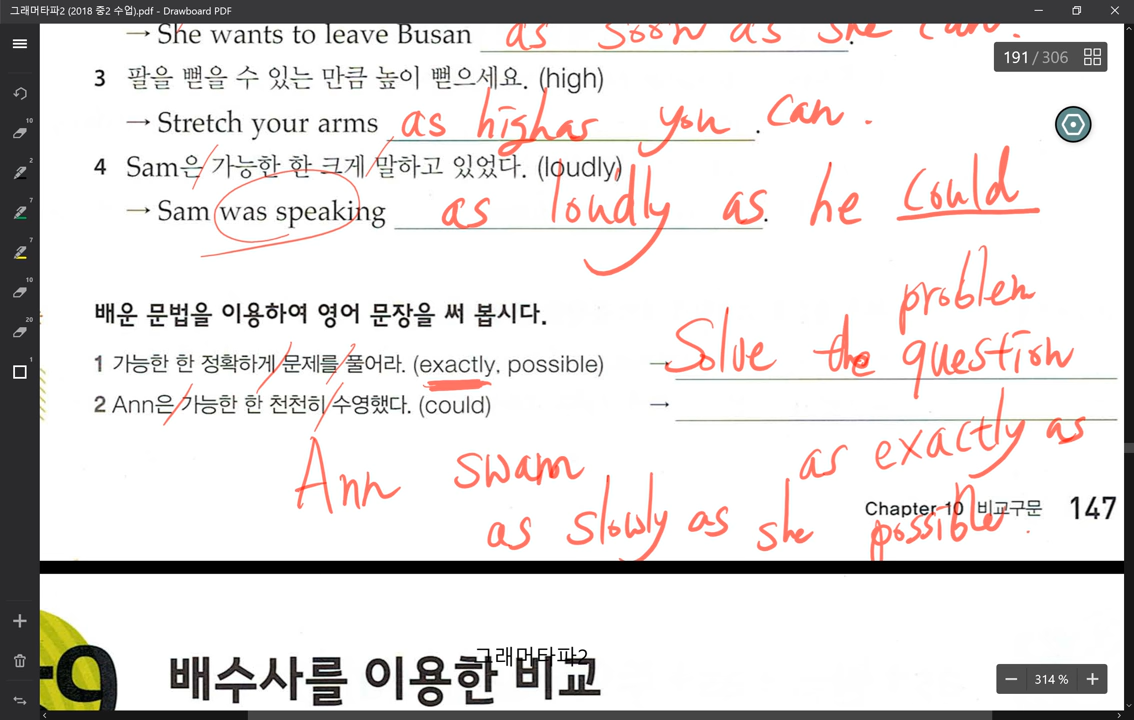 그래머타파2 (2018 중2 수업).pdf - Drawboard PDF
→ She wants to leave Busan as soon as she can.
191 / 306
3 팔을 뻗을 수 있는 만큼 높이 뻗으세요. (high)
→ Stretch your arms as high as you can.
4 Sam은 가능한 한 크게 말하고 있었다. (loudly)
→ Sam was speaking as loudly as he could.
배운 문법을 이용하여 영어 문장을 써 봅시다.
problem
1 가능한 한 정확하게 문제를 풀어라. (exactly, possible) → Solve the question
as exactly as
possible.
2 Ann은 가능한 한 천천히 수영했다. (could) →
Ann swam
as slowly as she
Chapter 10 비교구문 147
9 배수사를 이용한 비교
그래머타파2
314 %
10
2
7
7
10
20
1